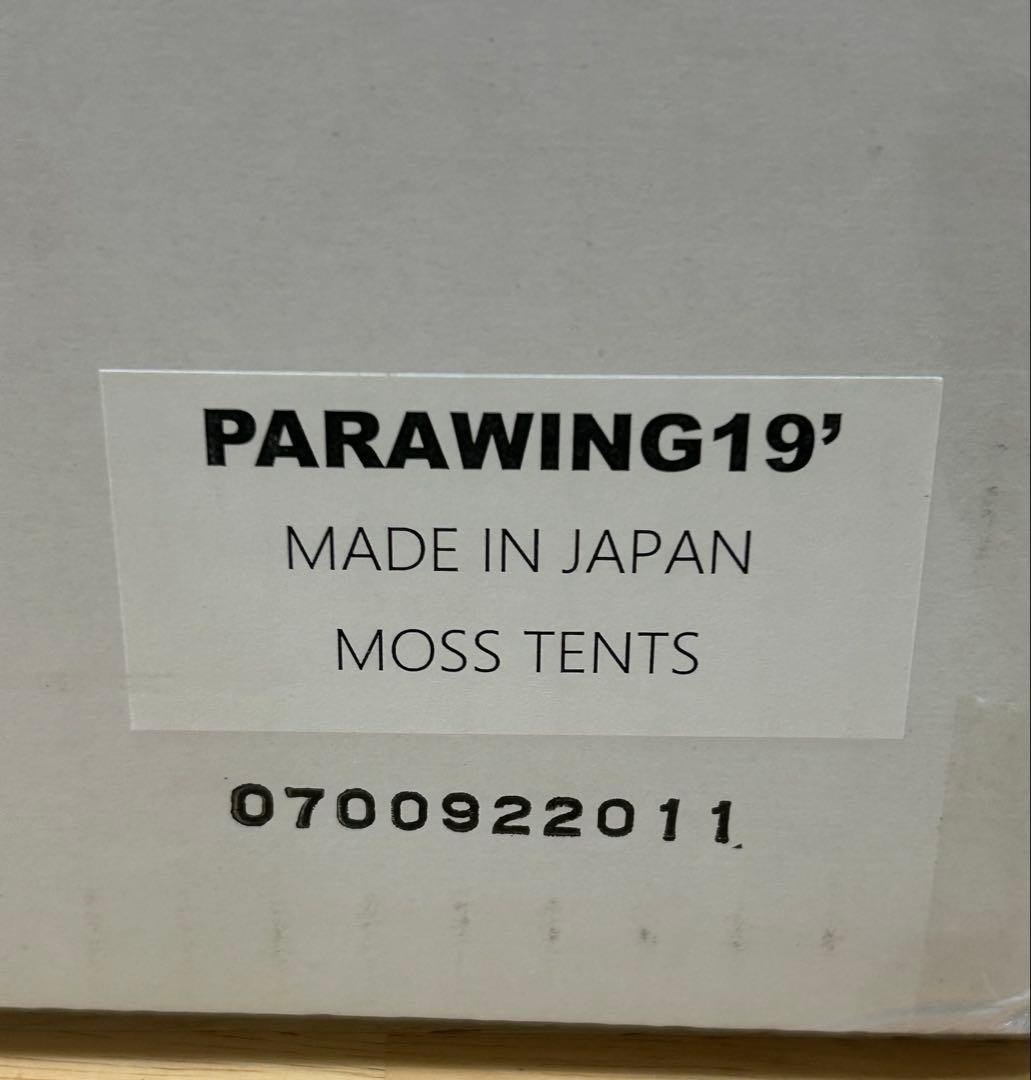 PARAWING19’
MADE IN JAPAN
MOSS TENTS
0700922011